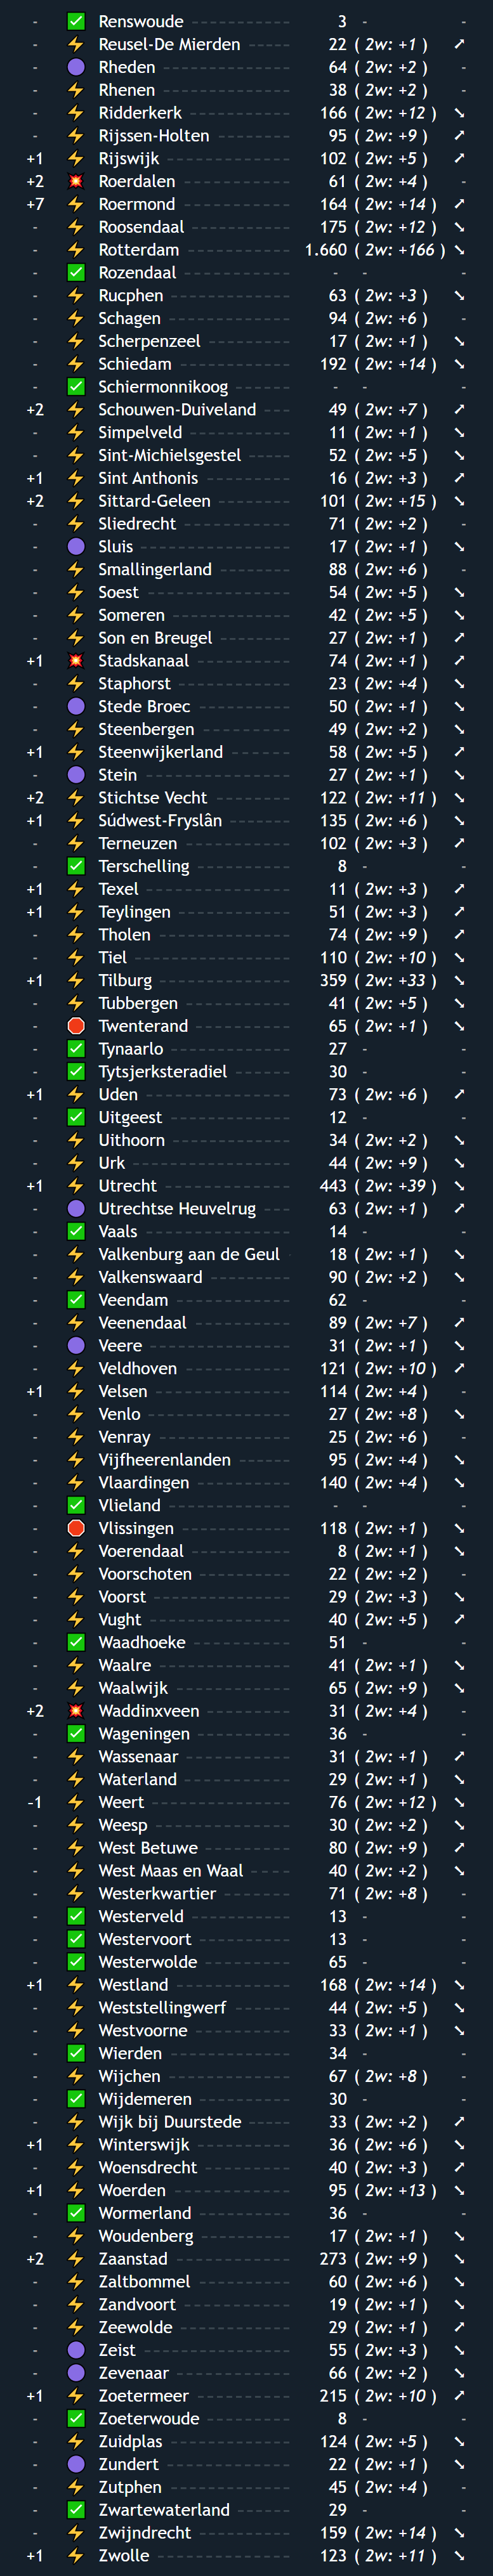 - ✅ Renswoude ------------ 3 - -
- ⚡ Reusel-De Mierden ------ 22 ( 2w: +1 ) ➚
- 🟣 Rheden --------------- 64 ( 2w: +2 ) -
- ⚡ Rhenen --------------- 38 ( 2w: +2 ) -
- ⚡ Ridderkerk ------------ 166 ( 2w: +12 ) ➘
- ⚡ Rijssen-Holten --------- 95 ( 2w: +9 ) ➚
+1 ⚡ Rijswijk -------------- 102 ( 2w: +5 ) ➚
+2 💥 Roerdalen ------------ 61 ( 2w: +4 ) -
+7 ⚡ Roermond ------------ 164 ( 2w: +14 ) ➚
- ⚡ Roosendaal ----------- 175 ( 2w: +12 ) ➘
- ⚡ Rotterdam ------------ 1.660 ( 2w: +166 ) ➘
- ✅ Rozendaal ------------ - - -
- ⚡ Rucphen -------------- 63 ( 2w: +3 ) ➘
- ⚡ Schagen -------------- 94 ( 2w: +6 ) -
- ⚡ Scherpenzeel ---------- 17 ( 2w: +1 ) ➘
- ⚡ Schiedam ------------- 192 ( 2w: +14 ) ➘
- ✅ Schiermonnikoog ------- - - -
+2 ⚡ Schouwen-Duiveland ---- 49 ( 2w: +7 ) ➚
- ⚡ Simpelveld ------------ 11 ( 2w: +1 ) ➘
- ⚡ Sint-Michielsgestel ----- 52 ( 2w: +5 ) ➘
+1 ⚡ Sint Anthonis ---------- 16 ( 2w: +3 ) ➚
+2 ⚡ Sittard-Geleen --------- 101 ( 2w: +15 ) ➘
- ⚡ Sliedrecht ------------ 71 ( 2w: +2 ) -
- 🟣 Sluis ----------------- 17 ( 2w: +1 ) ➘
- ⚡ Smallingerland --------- 88 ( 2w: +6 ) -
- ⚡ Soest ----------------- 54 ( 2w: +5 ) ➘
- ⚡ Someren -------------- 42 ( 2w: +5 ) ➘
- ⚡ Son en Breugel --------- 27 ( 2w: +1 ) ➚
+1 💥 Stadskanaal ----------- 74 ( 2w: +1 ) ➚
- ⚡ Staphorst ------------- 23 ( 2w: +4 ) ➘
- 🟣 Stede Broec ----------- 50 ( 2w: +1 ) ➘
- ⚡ Steenbergen ----------- 49 ( 2w: +2 ) ➘
+1 ⚡ Steenwijkerland -------- 58 ( 2w: +5 ) ➚
- 🟣 Stein ----------------- 27 ( 2w: +1 ) ➘
+2 ⚡ Stichtse Vecht --------- 122 ( 2w: +11 ) ➘
+1 ⚡ Súdwest-Fryslân -------- 135 ( 2w: +6 ) ➘
- ⚡ Terneuzen ------------ 102 ( 2w: +3 ) ➚
- ✅ Terschelling ----------- 8 - -
+1 ⚡ Texel ----------------- 11 ( 2w: +3 ) ➚
+1 ⚡ Teylingen ------------- 51 ( 2w: +3 ) ➚
- ⚡ Tholen --------------- 74 ( 2w: +9 ) ➚
- ⚡ Tiel ------------------ 110 ( 2w: +10 ) ➘
+1 ⚡ Tilburg --------------- 359 ( 2w: +33 ) ➘
- ⚡ Tubbergen ------------ 41 ( 2w: +5 ) ➘
- 🛑 Twenterand ----------- 65 ( 2w: +1 ) ➘
- ✅ Tynaarlo -------------- 27 - -
- ✅ Tytsjerksteradiel ------- 30 - -
+1 ⚡ Uden ----------------- 73 ( 2w: +6 ) ➚
- ✅ Uitgeest -------------- 12 - -
- ⚡ Uithoorn ------------- 34 ( 2w: +2 ) ➘
- ⚡ Urk ------------------ 44 ( 2w: +9 ) ➘
+1 ⚡ Utrecht --------------- 443 ( 2w: +39 ) ➘
- 🟣 Utrechtse Heuvelrug ---- 63 ( 2w: +1 ) ➚
- ✅ Vaals ----------------- 14 - -
- ⚡ Valkenburg aan de Geul - 18 ( 2w: +1 ) ➘
- ⚡ Valkenswaard ---------- 90 ( 2w: +2 ) ➘
- ✅ Veendam ------------- 62 - -
- ⚡ Veenendaal ----------- 89 ( 2w: +7 ) ➚
- 🟣 Veere ---------------- 31 ( 2w: +1 ) ➘
- ⚡ Veldhoven ------------ 121 ( 2w: +10 ) ➚
+1 ⚡ Velsen --------------- 114 ( 2w: +4 ) -
- ⚡ Venlo ---------------- 27 ( 2w: +8 ) ➘
- ⚡ Venray --------------- 25 ( 2w: +6 ) -
- ⚡ Vijfheerenlanden ------- 95 ( 2w: +4 ) ➘
- ⚡ Vlaardingen ----------- 140 ( 2w: +4 ) ➘
- ✅ Vlieland -------------- - - -
- 🛑 Vlissingen ------------ 118 ( 2w: +1 ) ➘
- ⚡ Voerendaal ----------- 8 ( 2w: +1 ) ➘
- ⚡ Voorschoten ---------- 22 ( 2w: +2 ) -
- ⚡ Voorst --------------- 29 ( 2w: +3 ) ➘
- ⚡ Vught ---------------- 40 ( 2w: +5 ) ➚
- ✅ Waadhoeke ----------- 51 - -
- ⚡ Waalre --------------- 41 ( 2w: +1 ) ➘
- ⚡ Waalwijk ------------- 65 ( 2w: +9 ) ➘
+2 💥 Waddinxveen ---------- 31 ( 2w: +4 ) -
- ✅ Wageningen ---------- 36 - -
- ⚡ Wassenaar ------------ 31 ( 2w: +1 ) ➚
- ⚡ Waterland ------------ 29 ( 2w: +1 ) ➘
-1 ⚡ Weert ---------------- 76 ( 2w: +12 ) ➘
- ⚡ Weesp --------------- 30 ( 2w: +2 ) ➘
- ⚡ West Betuwe ---------- 80 ( 2w: +9 ) ➚
- ⚡ West Maas en Waal ---- 40 ( 2w: +2 ) ➘
- ⚡ Westerkwartier -------- 71 ( 2w: +8 ) -
- ✅ Westerveld ----------- 13 - -
- ✅ Westervoort ---------- 13 - -
- ✅ Westerwolde ---------- 65 - -
+1 ⚡ Westland ------------- 168 ( 2w: +14 ) ➘
- ⚡ Weststellingwerf ------- 44 ( 2w: +5 ) ➘
- ⚡ Westvoorne ----------- 33 ( 2w: +1 ) ➘
- ✅ Wierden -------------- 34 - -
- ⚡ Wijchen -------------- 67 ( 2w: +8 ) -
- ✅ Wijdemeren ----------- 30 - -
- ⚡ Wijk bij Duurstede ----- 33 ( 2w: +2 ) ➚
+1 ⚡ Winterswijk ----------- 36 ( 2w: +6 ) ➘
- ⚡ Woensdrecht ---------- 40 ( 2w: +3 ) ➚
+1 ⚡ Woerden ------------- 95 ( 2w: +13 ) ➘
- ✅ Wormerland ---------- 36 - -
- ⚡ Woudenberg ---------- 17 ( 2w: +1 ) ➘
+2 ⚡ Zaanstad ------------- 273 ( 2w: +9 ) ➘
- ⚡ Zaltbommel ----------- 60 ( 2w: +6 ) ➘
- ⚡ Zandvoort ------------ 19 ( 2w: +1 ) ➘
- ⚡ Zeewolde ------------- 29 ( 2w: +1 ) ➚
- 🟣 Zeist ----------------- 55 ( 2w: +3 ) ➘
- 🟣 Zevenaar ------------- 66 ( 2w: +2 ) ➘
+1 ⚡ Zoetermeer ----------- 215 ( 2w: +10 ) ➚
- ✅ Zoeterwoude ---------- 8 - -
- ⚡ Zuidplas -------------- 124 ( 2w: +5 ) ➘
- 🟣 Zundert -------------- 22 ( 2w: +1 ) ➘
- ⚡ Zutphen -------------- 45 ( 2w: +4 ) -
- ✅ Zwartewaterland ------- 29 - -
- ⚡ Zwijndrecht ----------- 159 ( 2w: +14 ) ➘
+1 ⚡ Zwolle --------------- 123 ( 2w: +11 ) ➘